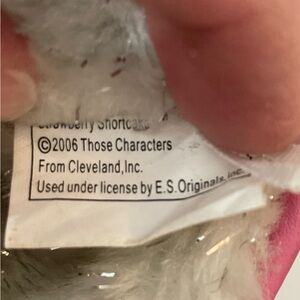 Strawberry Shortcake
©2006 Those Characters
From Cleveland,Inc.
Used under license by E.S.Originals, Inc.